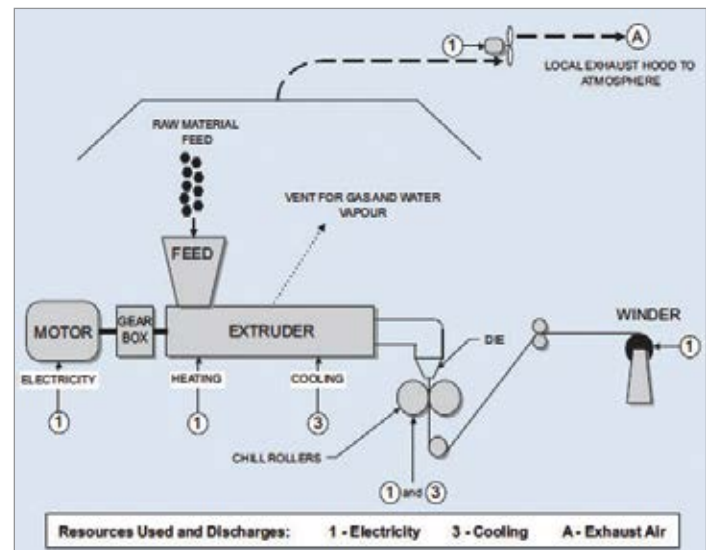 1
A
LOCAL EXHAUST HOOD TO
ATMOSPHERE
RAW MATERIAL
FEED
VENT FOR GAS AND WATER
VAPOUR
FEED
MOTOR
GEAR
BOX
EXTRUDER
DIE
WINDER
1
ELECTRICITY
HEATING
COOLING
1
1
3
CHILL ROLLERS
1 and 3
Resources Used and Discharges: 1 - Electricity 3 - Cooling A - Exhaust Air